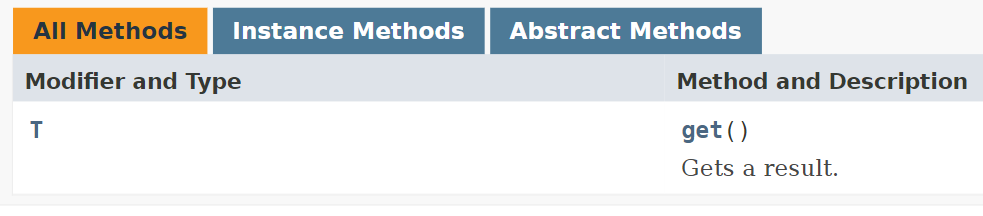 All Methods Instance Methods Abstract Methods
Modifier and Type Method and Description
T get()
Gets a result.